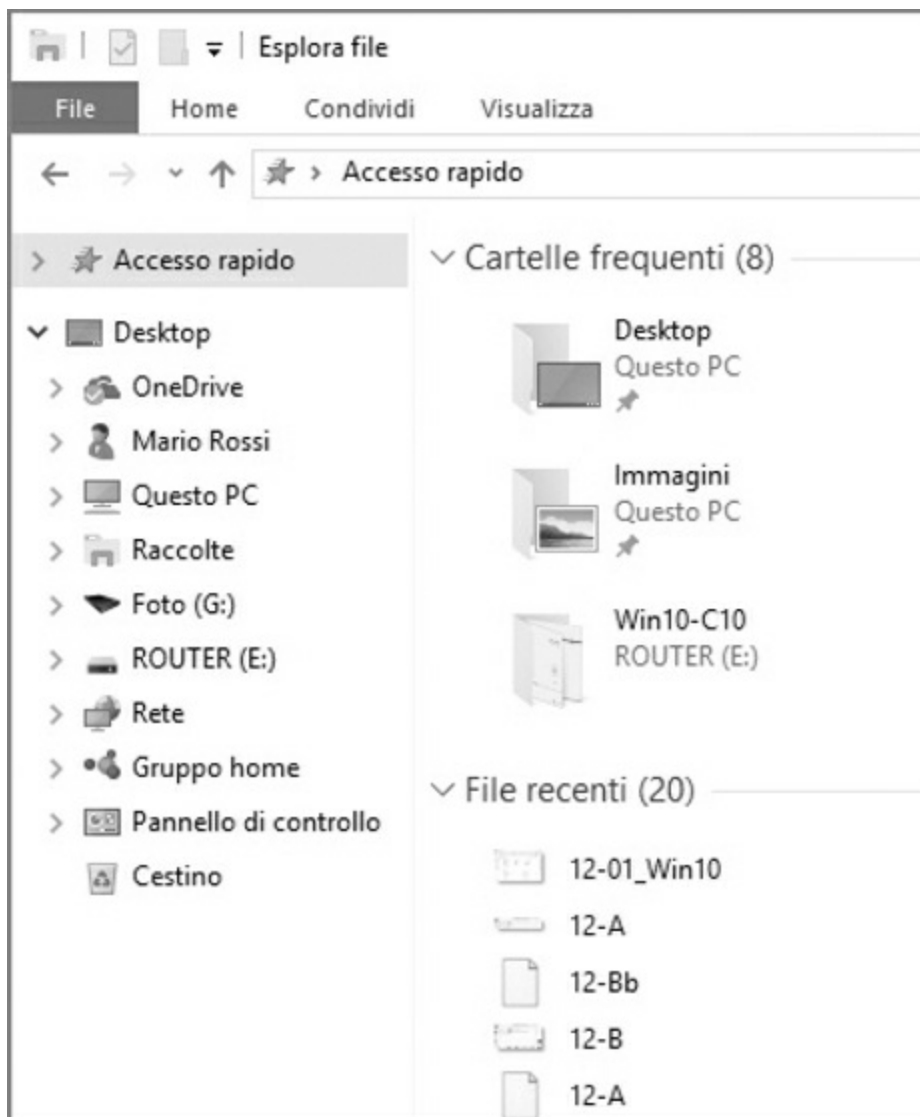 Esplora file
File Home Condividi Visualizza
Accesso rapido
Accesso rapido
Desktop
OneDrive
Mario Rossi
Questo PC
Raccolte
Foto (G:)
ROUTER (E:)
Rete
Gruppo home
Pannello di controllo
Cestino
Cartelle frequenti (8)
Desktop
Questo PC
Immagini
Questo PC
Win10-C10
ROUTER (E:)
File recenti (20)
12-01_Win10
12-A
12-Bb
12-B
12-A